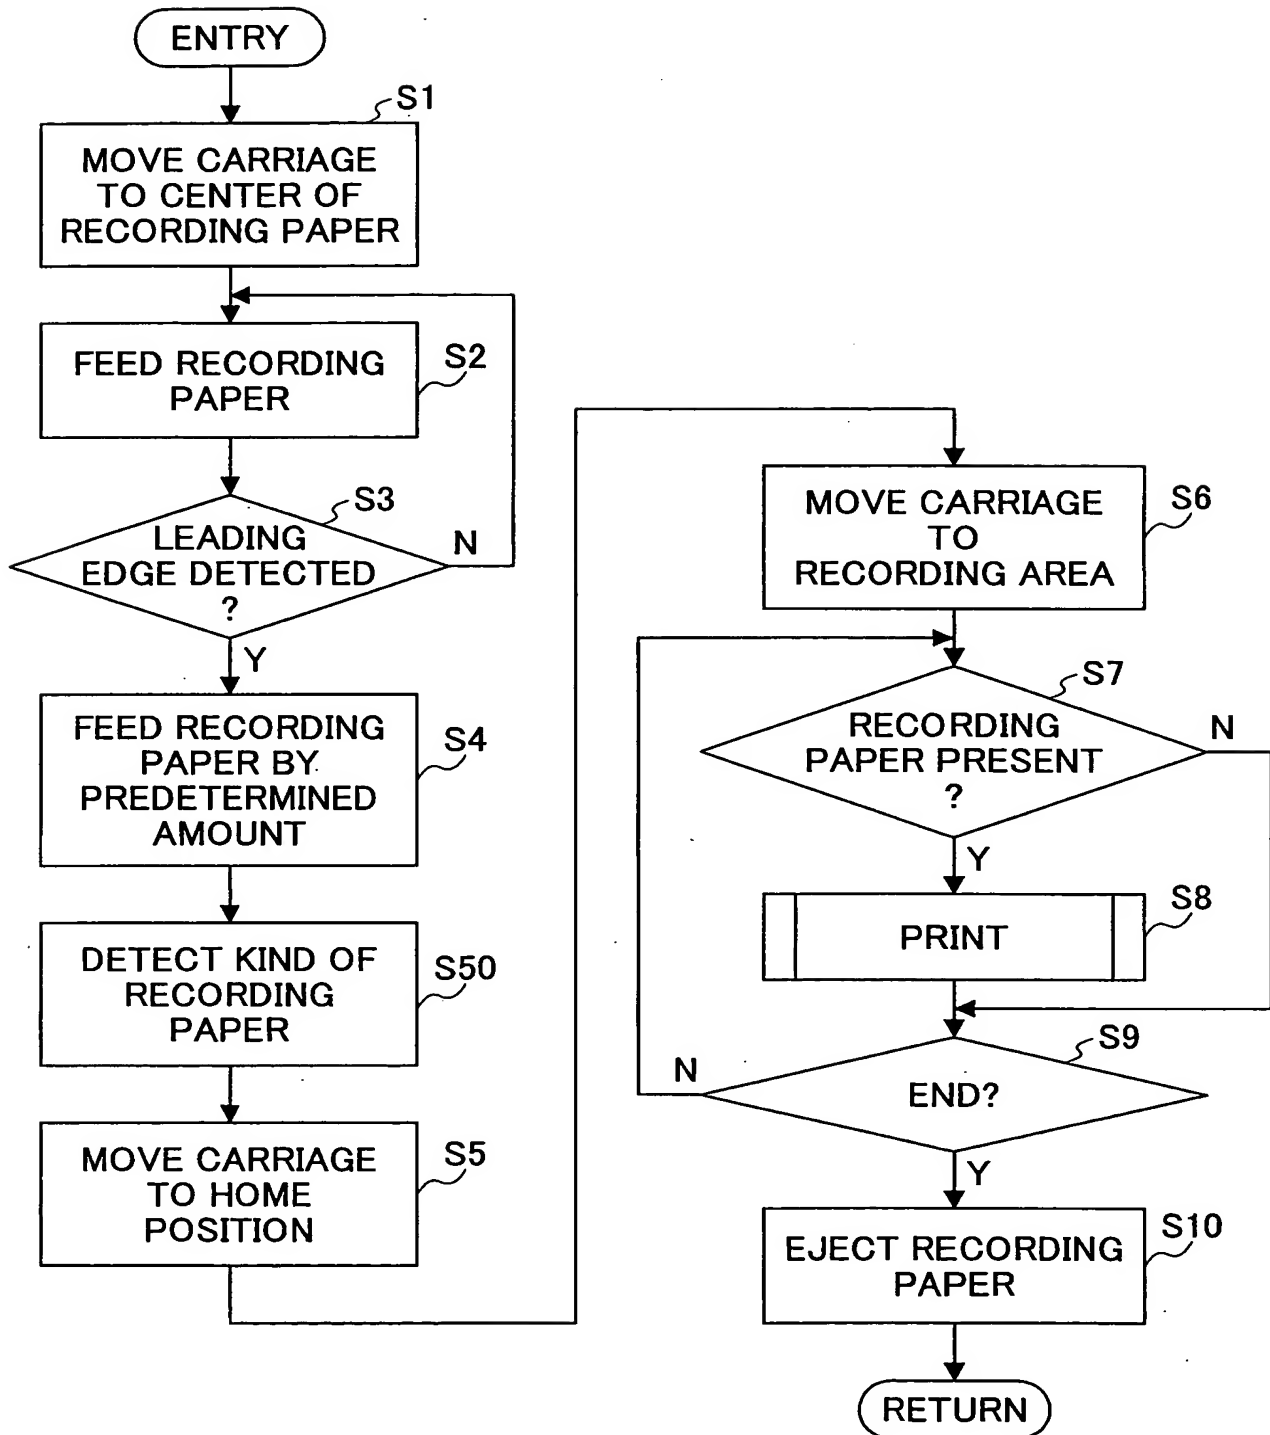 ENTRY
S1
MOVE CARRIAGE
TO CENTER OF
RECORDING PAPER
S2
FEED RECORDING
PAPER
S3
LEADING
EDGE DETECTED
?
N
Y
S4
FEED RECORDING
PAPER BY
PREDETERMINED
AMOUNT
S50
DETECT KIND OF
RECORDING
PAPER
S5
MOVE CARRIAGE
TO HOME
POSITION
S6
MOVE CARRIAGE
TO
RECORDING AREA
S7
RECORDING
PAPER PRESENT
?
N
Y
S8
PRINT
S9
END?
N
Y
S10
EJECT RECORDING
PAPER
RETURN